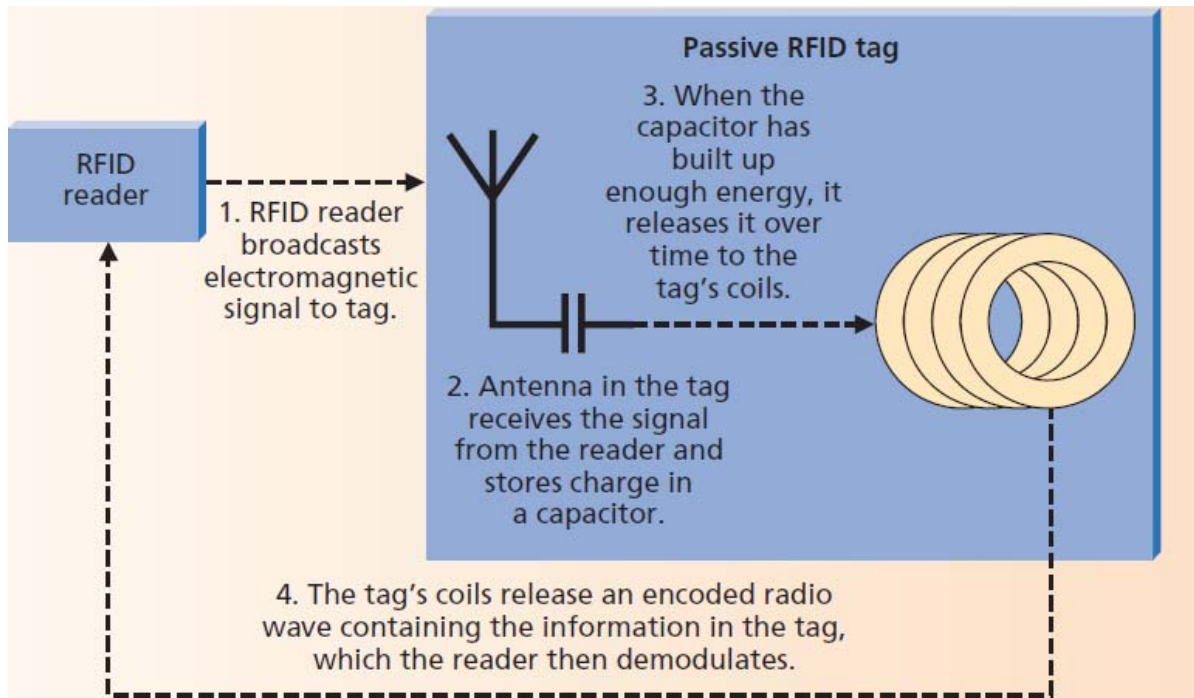 Passive RFID tag
RFID
reader
1. RFID reader
broadcasts
electromagnetic
signal to tag.
2. Antenna in the tag
receives the signal
from the reader and
stores charge in
a capacitor.
3. When the
capacitor has
built up
enough energy, it
releases it over
time to the
tag’s coils.
4. The tag’s coils release an encoded radio
wave containing the information in the tag,
which the reader then demodulates.